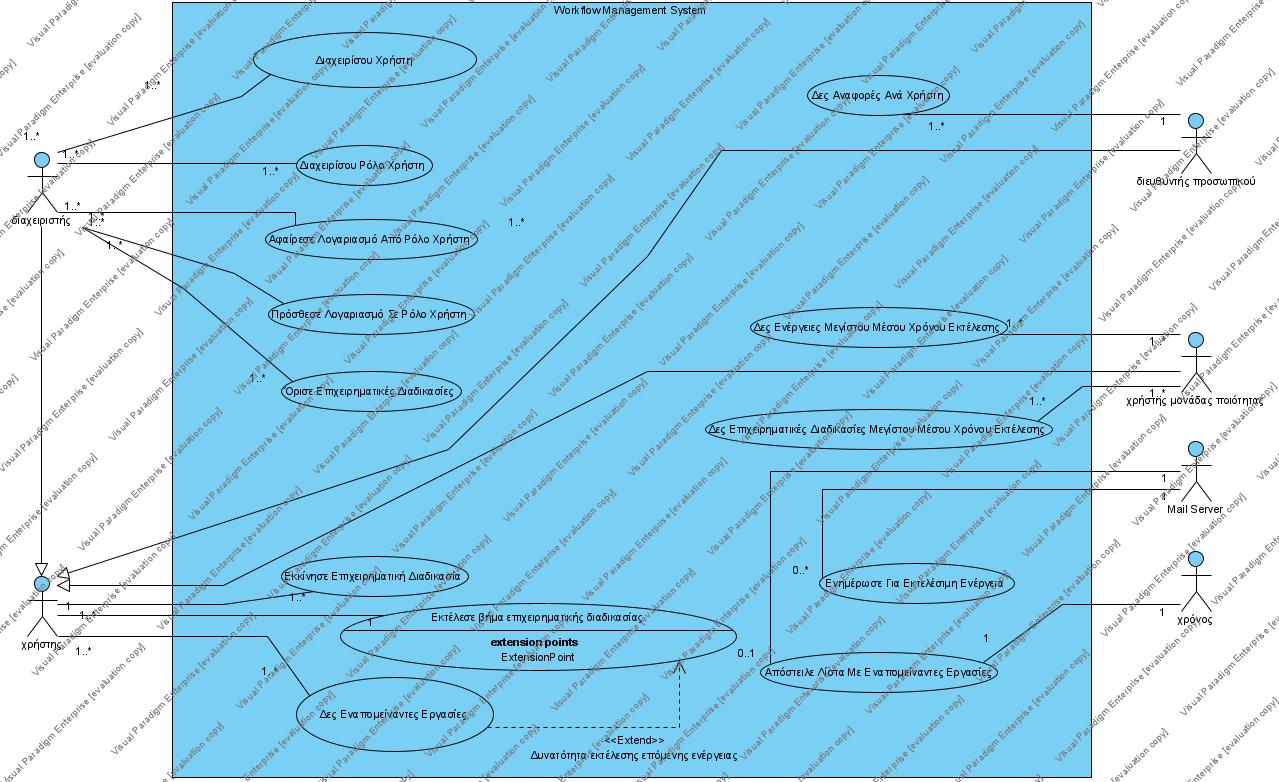 WorkflowManagement System
Διαχειρίσου Χρήστη
Δες Αναφορές Ανά Χρήστη
1..*
1..*
1
1..*
1..*
Διαχειρίσου Ρόλο Χρήστη
1..*
διευθυντής προσωπικού
1..*
διαχειριστής
1..*
1..*
1..*
Αφαίρεσε Λογαριασμό Από Ρόλο Χρήστη
1..*
Πρόσθεσε Λογαριασμό Σε Ρόλο Χρήστη
Δες Ενέργειες Μεγίστου Μέσου Χρόνου Εκτέλεσης
1..*
1..*
1..*
Όρισε Επιχειρηματικές Διαδικασίες
1..*
1..*
χρήστής μονάδας ποιότητας
Δες Επιχειρηματικές Διαδικασίες Μεγίστου Μέσου Χρόνου Εκτέλεσης
1
1
Mail Server
Εκκίνησε Επιχειρηματική Διαδικασία
0..*
Ενημέρωσε Για Εκτελέσιμη Ενέργεια
1..*
1
1..*
1
Εκτέλεσε βήμα επιχειρηματικής διαδικασίας
1
χρόνος
χρήστης
1..*
extension points
ExtensionPoint
1
0..1
1..*
Απόστειλε Λίστα Με Εναπομείναντες Εργασίες
Δες Εναπομείναντες Εργασίες
<<Extend>>
Δυνατότητα εκτέλεσης επόμενης ενέργειας
Visual Paradigm Enterprise [evaluation copy]